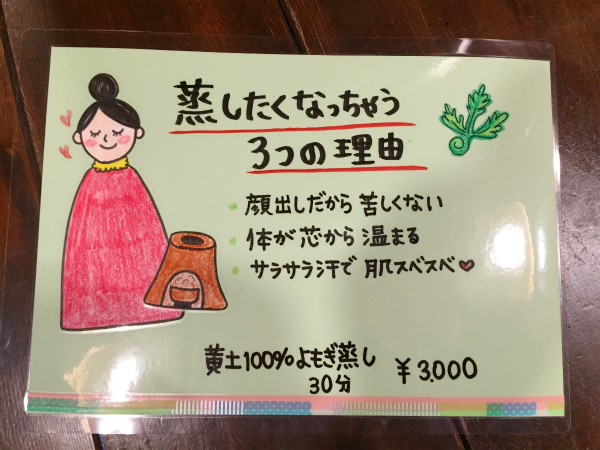 蒸したくなっちゃう
3つの理由
顔出しだから 苦しくない
体が芯から 温まる
サラサラ汗で 肌スベスベ♥
黄土100%よもぎ蒸し
30分
¥3,000